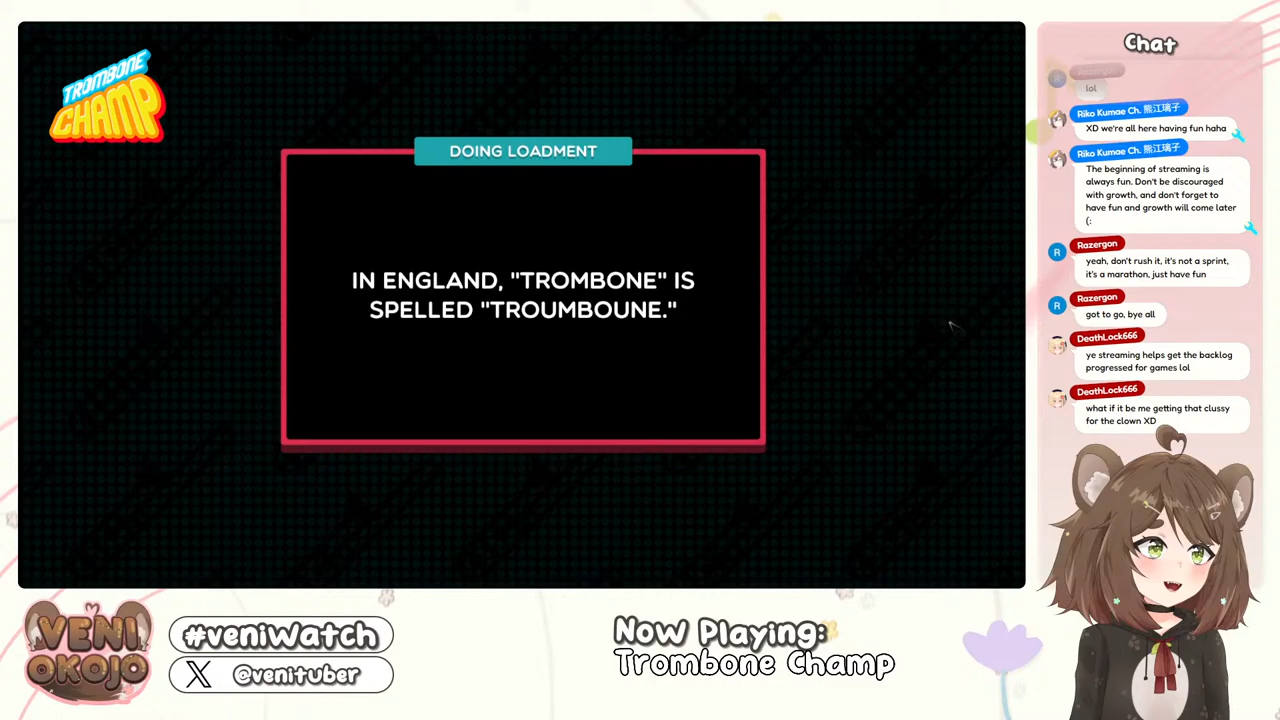 TROMBONE
CHAMP
DOING LOADMENT
IN ENGLAND, "TROMBONE" IS
SPELLED "TROUMBOUNE."
Chat
R
lol
Riko Kumae Ch. 熊江璃子
XD we're all here having fun haha
Riko Kumae Ch. 熊江璃子
The beginning of streaming is
always fun. Don't be discouraged
with growth, and don't forget to
have fun and growth will come later
(:
Razergon
R
yeah, don't rush it, it's not a sprint,
it's a marathon, just have fun
Razergon
R
got to go, bye all
DeathLock666
ye streaming helps get the backlog
progressed for games lol
DeathLock666
what if it be me getting that clussy
for the clown XD
VENI
OKOJO
#veniWatch
X @venituber
Now Playing:
Trombone Champ